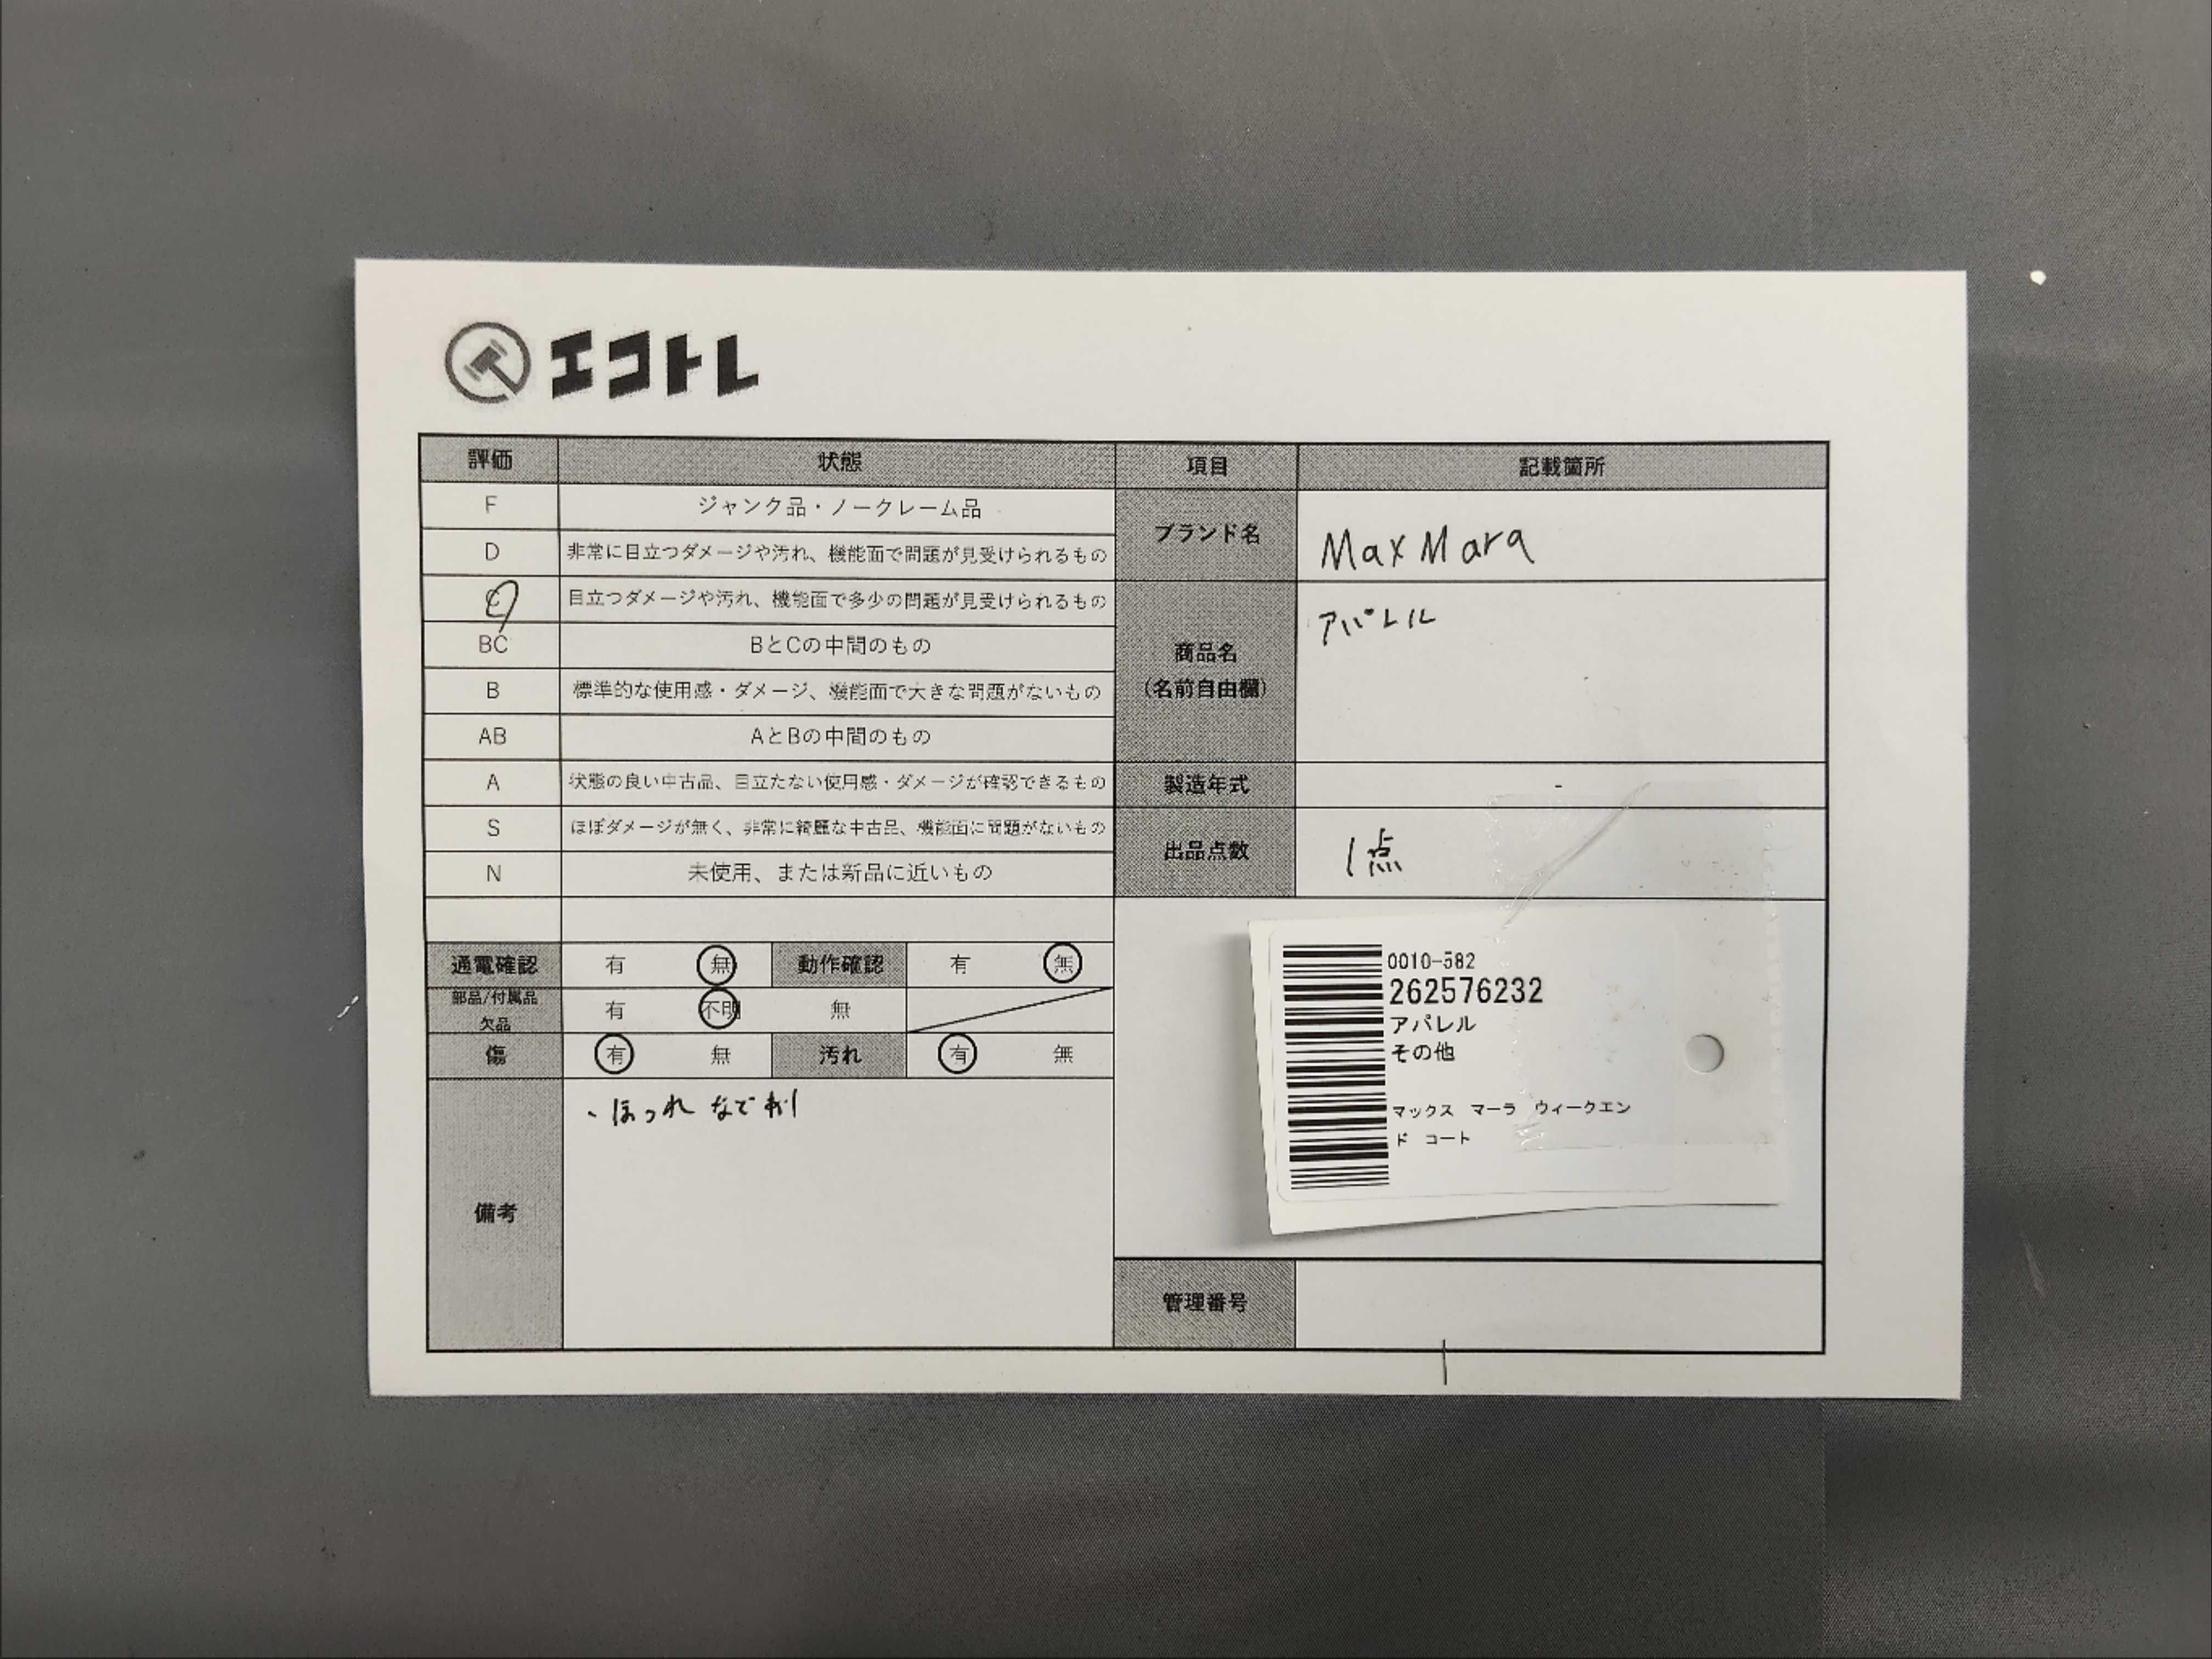 エコトレ
評価 状態 項目 記載箇所
F ジャンク品・ノークレーム品
D 非常に目立つダメージや汚れ、機能面で問題が見受けられるもの
ブランド名 MaxMara
C 目立つダメージや汚れ、機能面で多少の問題が見受けられるもの
BC BとCの中間のもの
商品名
(名前自由欄)
アパレル
B 標準的な使用感・ダメージ、機能面で大きな問題がないもの
AB AとBの中間のもの
A 状態の良い中古品、目立たない使用感・ダメージが確認できるもの
製造年式 -
S ほぼダメージが無く、非常に綺麗な中古品、機能面に問題がないもの
出品点数 1点
N 未使用、または新品に近いもの
通電確認 有 無 動作確認 有 無
部品/付属品
欠品
有 不明 無
傷 有 無 汚れ 有 無
備考
・ほつれ など有り
0010-582
262576232
アパレル
その他
マックス マーラ ウィークエン
ド コート
管理番号